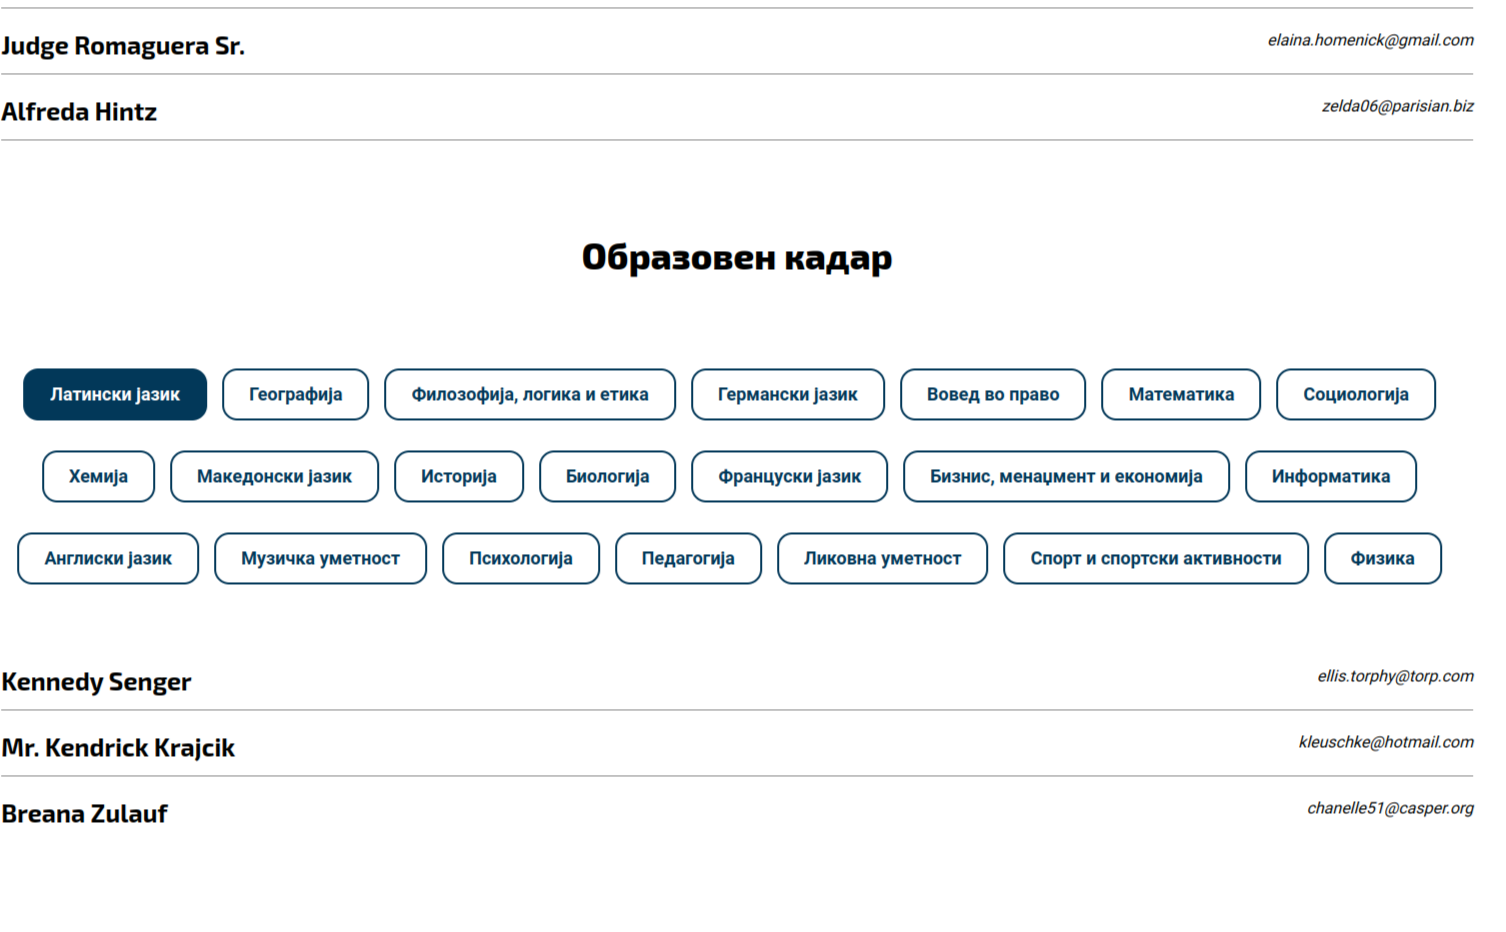 Judge Romaguera Sr. elaina.homenick@gmail.com
Alfreda Hintz zelda06@parisian.biz
Образовен кадар
Латински јазик Географија Филозофија, логика и етика Германски јазик Вовед во право Математика Социологија
Хемија Македонски јазик Историја Биологија Француски јазик Бизнис, менаџмент и економија Информатика
Англиски јазик Музичка уметност Психологија Педагогија Ликовна уметност Спорт и спортски активности Физика
Kennedy Senger ellis.torphy@torp.com
Mr. Kendrick Krajcik kleuschke@hotmail.com
Breana Zulauf chanelle51@casper.org